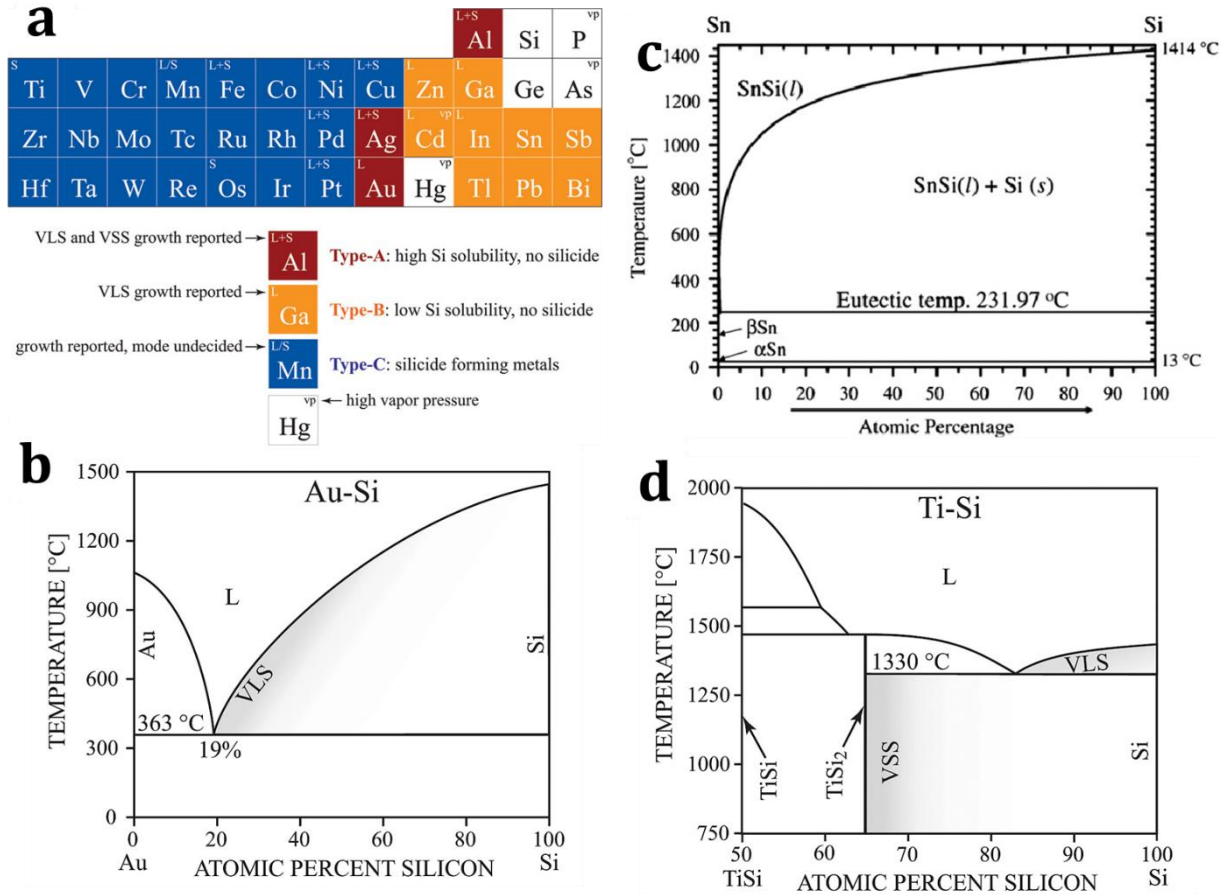 a
L+S
Al
Si
vp
P
S
Ti
V
Cr
L/S
Mn
L+S
Fe
Co
L+S
Ni
L+S
Cu
L
Zn
L
Ga
Ge
vp
As
Zr
Nb
Mo
Tc
Ru
Rh
L+S
Pd
L+S
Ag
L
vp
Cd
L
In
Sn
Sb
Hf
Ta
W
Re
S
Os
Ir
L+S
Pt
L
Au
vp
Hg
Tl
Pb
Bi
VLS and VSS growth reported
L+S
Al
Type-A: high Si solubility, no silicide
VLS growth reported
L
Ga
Type-B: low Si solubility, no silicide
growth reported, mode undecided
L/S
Mn
Type-C: silicide forming metals
vp
Hg
high vapor pressure
c
Sn
Si
1400
1200
1000
800
600
400
200
0
Temperature [°C]
1414 °C
SnSi(l)
SnSi(l) + Si (s)
Eutectic temp. 231.97 °C
βSn
αSn
13 °C
0 10 20 30 40 50 60 70 80 90 100
Atomic Percentage
b
Au-Si
1500
1200
900
600
300
0
TEMPERATURE [°C]
L
Au
VLS
Si
363 °C
19%
0 20 40 60 80 100
Au ATOMIC PERCENT SILICON Si
d
Ti-Si
2000
1750
1500
1250
1000
750
TEMPERATURE [°C]
L
1330 °C
VLS
TiSi
TiSi₂
VSS
Si
50 60 70 80 90 100
TiSi ATOMIC PERCENT SILICON Si